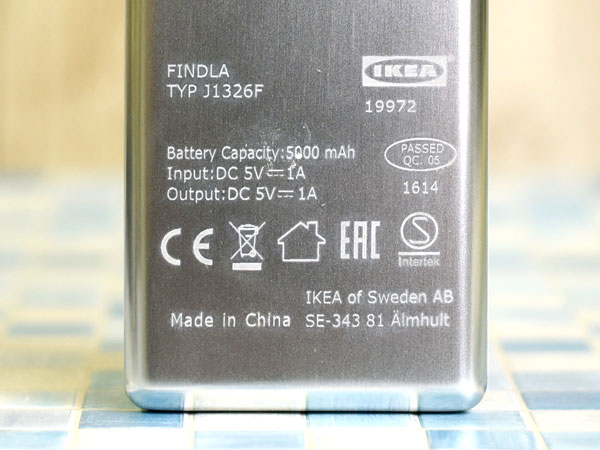 FINDLA
TYP J1326F
IKEA
19972
Battery Capacity:5000 mAh
Input:DC 5V⎓1A
Output:DC 5V⎓1A
PASSED
QC. 05
1614
CE
EAC
S
Intertek
IKEA of Sweden AB
Made in China SE-343 81 Älmhult